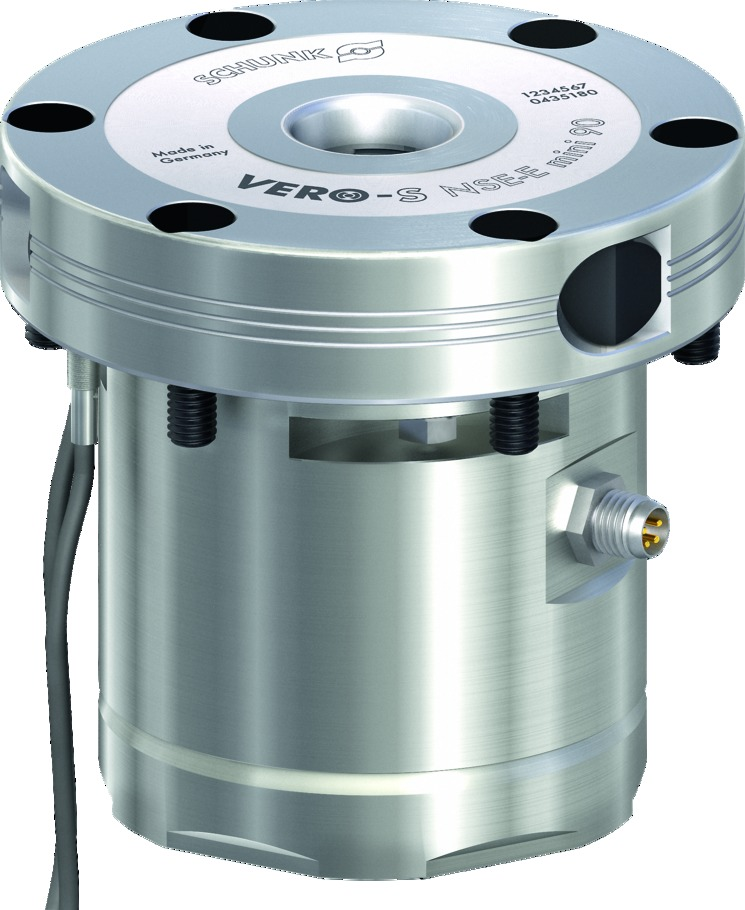 SCHUNK
1234567
0435180
Made in
Germany
VERO-S NSE-E mini 90